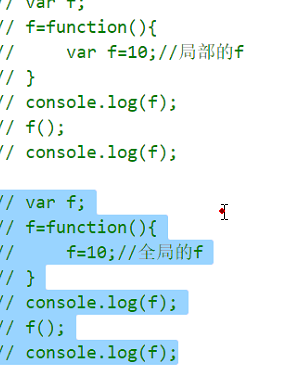 // var f;
// f=function(){
//     var f=10;//局部的f
// }
// console.log(f);
// f();
// console.log(f);
// var f;
// f=function(){
//     f=10;//全局的f
// }
// console.log(f);
// f();
// console.log(f);